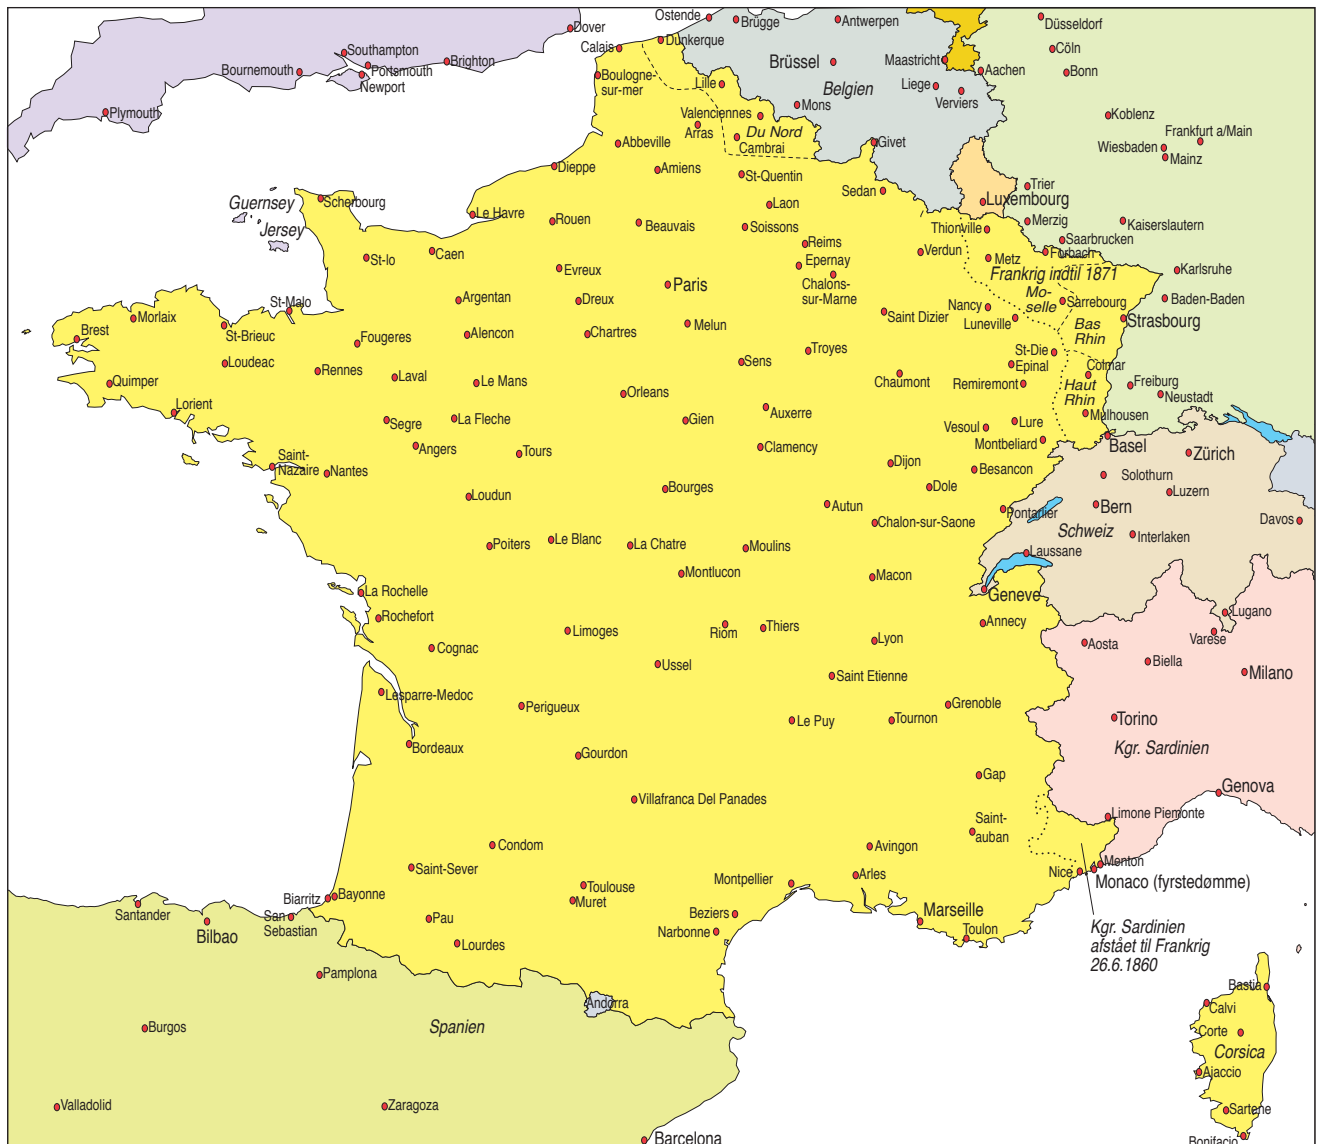 Dover
Ostende
Brügge
Antwerpen
Düsseldorf
Southampton
Calais
Dunkerque
Cöln
Bournemouth
Portsmouth
Brighton
Brüssel
Maastricht
Aachen
Bonn
Newport
Boulogne-
sur-mer
Lille
Belgien
Liege
Verviers
Plymouth
Valenciennes
Mons
Koblenz
Arras
Du Nord
Frankfurt a/Main
Abbeville
Cambrai
Givet
Wiesbaden
Mainz
Dieppe
Amiens
St-Quentin
Sedan
Trier
Guernsey
Scherbourg
Luxembourg
Jersey
Le Havre
Rouen
Beauvais
Laon
Soissons
Thionville
Merzig
Kaiserslautern
St-lo
Caen
Reims
Verdun
Saarbrucken
Forbach
Evreux
Epernay
Metz
Karlsruhe
Chalons-
sur-Marne
Frankrig indtil 1871
Paris
St-Malo
Argentan
Dreux
Mo-
selle
Sarrebourg
Baden-Baden
Morlaix
Nancy
Saint Dizier
Luneville
Strasbourg
Brest
St-Brieuc
Fougeres
Alencon
Chartres
Melun
Bas
Rhin
Loudeac
Rennes
Laval
Le Mans
Sens
Troyes
St-Die
Epinal
Colmar
Quimper
Orleans
Chaumont
Remiremont
Haut
Rhin
Freiburg
Neustadt
Lorient
Segre
La Fleche
Gien
Auxerre
Vesoul
Lure
Mulhousen
Saint-
Nazaire
Nantes
Angers
Tours
Clamency
Montbeliard
Basel
Zürich
Dijon
Besancon
Solothurn
Loudun
Bourges
Dole
Luzern
Autun
Pontarlier
Bern
Chalon-sur-Saone
Schweiz
Davos
Poiters
Le Blanc
La Chatre
Moulins
Interlaken
Laussane
Montlucon
Macon
La Rochelle
Geneve
Rochefort
Limoges
Riom
Thiers
Annecy
Lugano
Cognac
Lyon
Aosta
Varese
Ussel
Saint Etienne
Biella
Milano
Lesparre-Medoc
Perigueux
Le Puy
Tournon
Grenoble
Torino
Bordeaux
Gourdon
Kgr. Sardinien
Gap
Genova
Villafranca Del Panades
Saint-
auban
Limone Piemonte
Condom
Avingon
Saint-Sever
Montpellier
Arles
Nice
Menton
Monaco (fyrstedømme)
Biarritz
Bayonne
Toulouse
Muret
Santander
San
Sebastian
Bilbao
Pau
Beziers
Marseille
Narbonne
Toulon
Kgr. Sardinien
afstået til Frankrig
26.6.1860
Lourdes
Pamplona
Bastia
Andorra
Calvi
Burgos
Spanien
Corte
Corsica
Ajaccio
Valladolid
Zaragoza
Sartene
Barcelona
Bonifacio